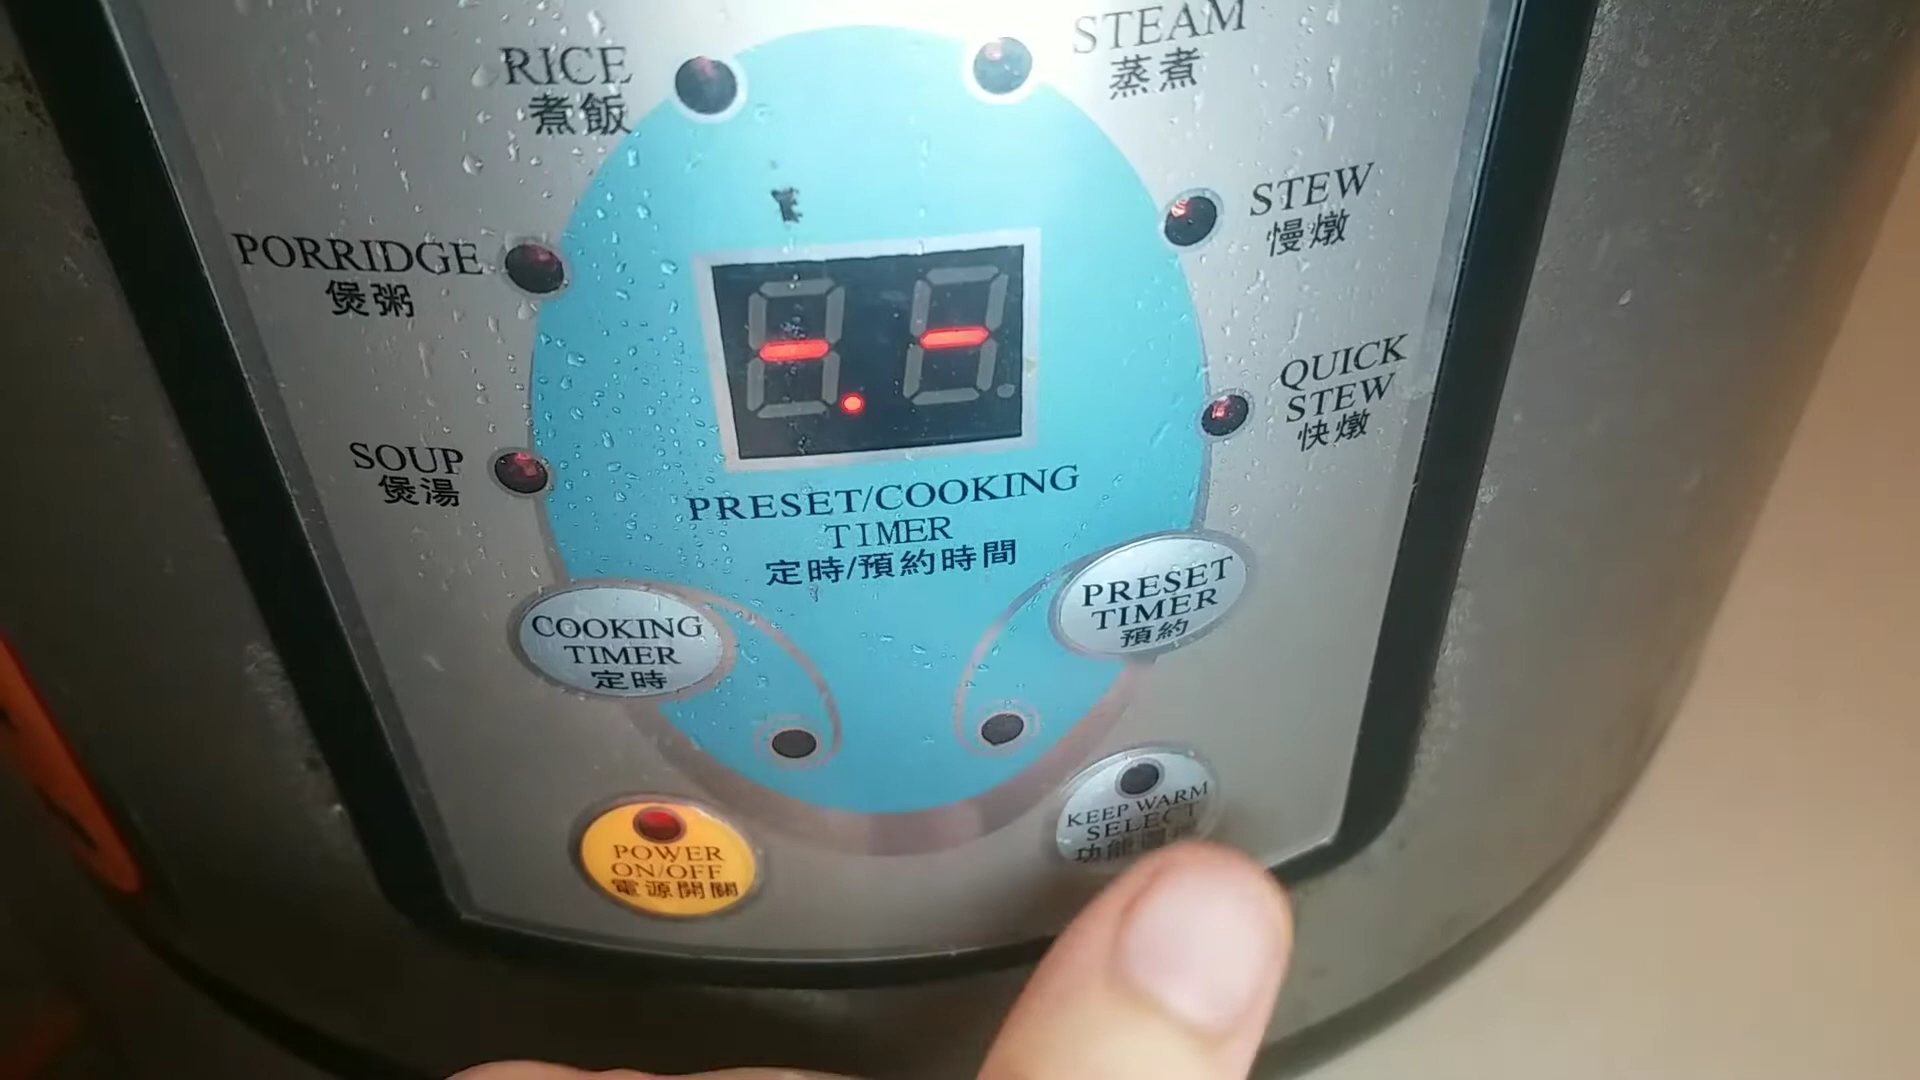 RICE
煮飯
STEAM
蒸煮
PORRIDGE
煲粥
STEW
慢燉
SOUP
煲湯
QUICK
STEW
快燉
-. -
PRESET/COOKING
TIMER
定時/預約時間
COOKING
TIMER
定時
PRESET
TIMER
預約
POWER
ON/OFF
電源開關
KEEP WARM
SELECT
功能